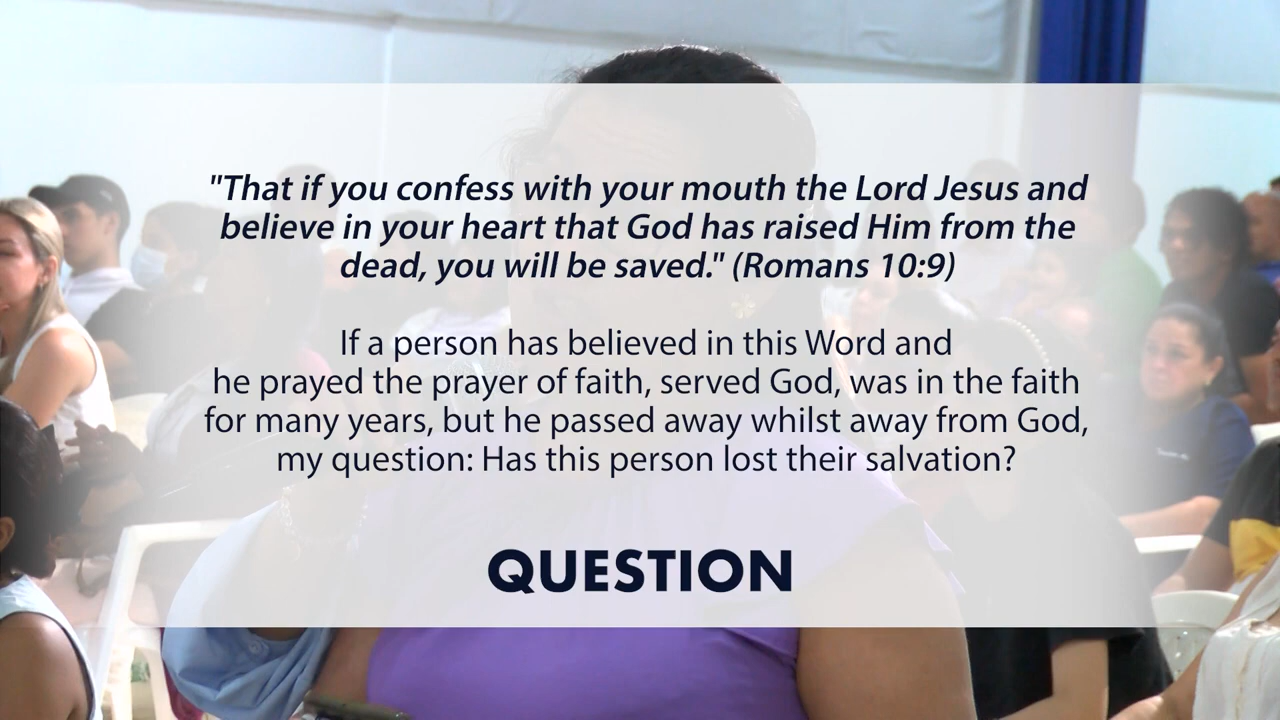 "That if you confess with your mouth the Lord Jesus and
believe in your heart that God has raised Him from the
dead, you will be saved." (Romans 10:9)
If a person has believed in this Word and
he prayed the prayer of faith, served God, was in the faith
for many years, but he passed away whilst away from God,
my question: Has this person lost their salvation?
QUESTION